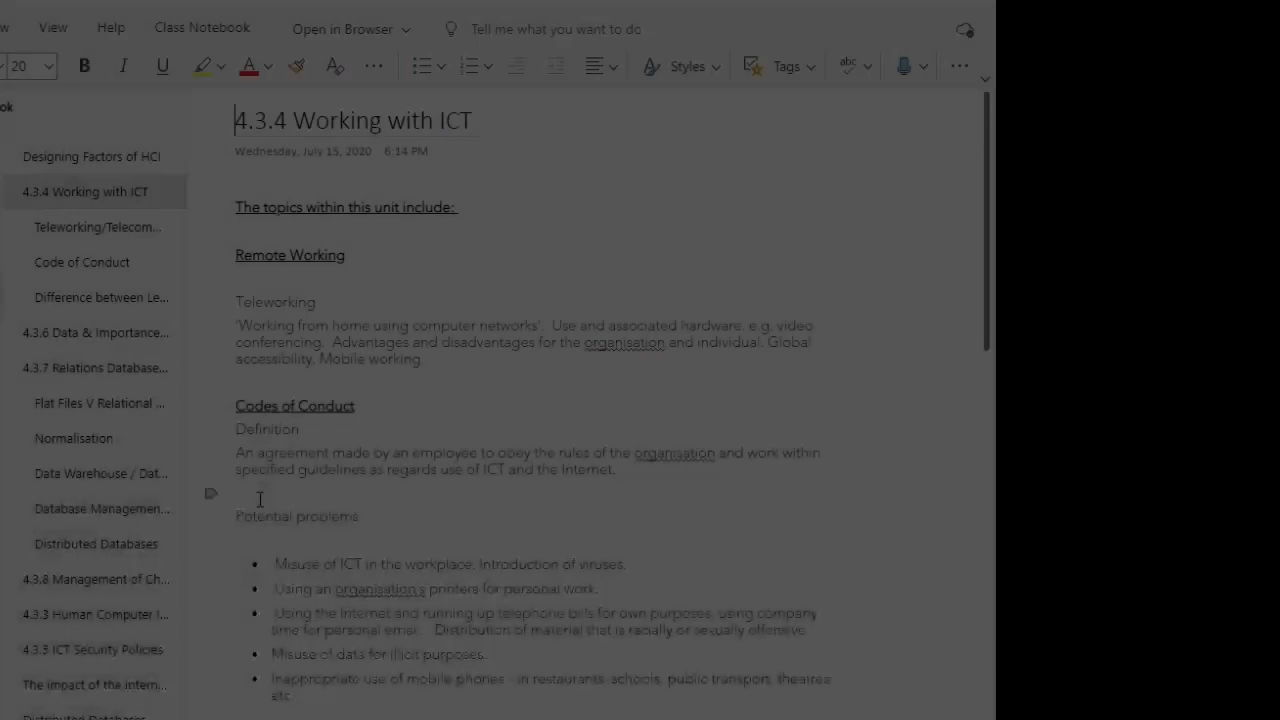 w View Help Class Notebook Open in Browser Tell me what you want to do
20 B I U A Styles Tags abc
ok
Designing Factors of HCI
4.3.4 Working with ICT
Teleworking/Telecom...
Code of Conduct
Difference between Le...
4.3.6 Data & Importance...
4.3.7 Relations Database...
Flat Files V Relational ...
Normalisation
Data Warehouse / Dat...
Database Managemen...
Distributed Databases
4.3.8 Management of Ch...
4.3.3 Human Computer I...
4.3.5 ICT Security Policies
The impact of the intern...
Distributed Databases
4.3.4 Working with ICT
Wednesday, July 15, 2020 6:14 PM
The topics within this unit include:
Remote Working
Teleworking
'Working from home using computer networks'. Use and associated hardware, e.g. video
conferencing. Advantages and disadvantages for the organisation and individual. Global
accessibility. Mobile working.
Codes of Conduct
Definition
An agreement made by an employee to obey the rules of the organisation and work within
specified guidelines as regards use of ICT and the Internet.
Potential problems
• Misuse of ICT in the workplace. Introduction of viruses.
• Using an organisation's printers for personal work.
• Using the Internet and running up telephone bills for own purposes, using company
time for personal email. Distribution of material that is racially or sexually offensive.
• Misuse of data for illicit purposes.
• Inappropriate use of mobile phones - in restaurants, schools, public transport, theatres
etc.